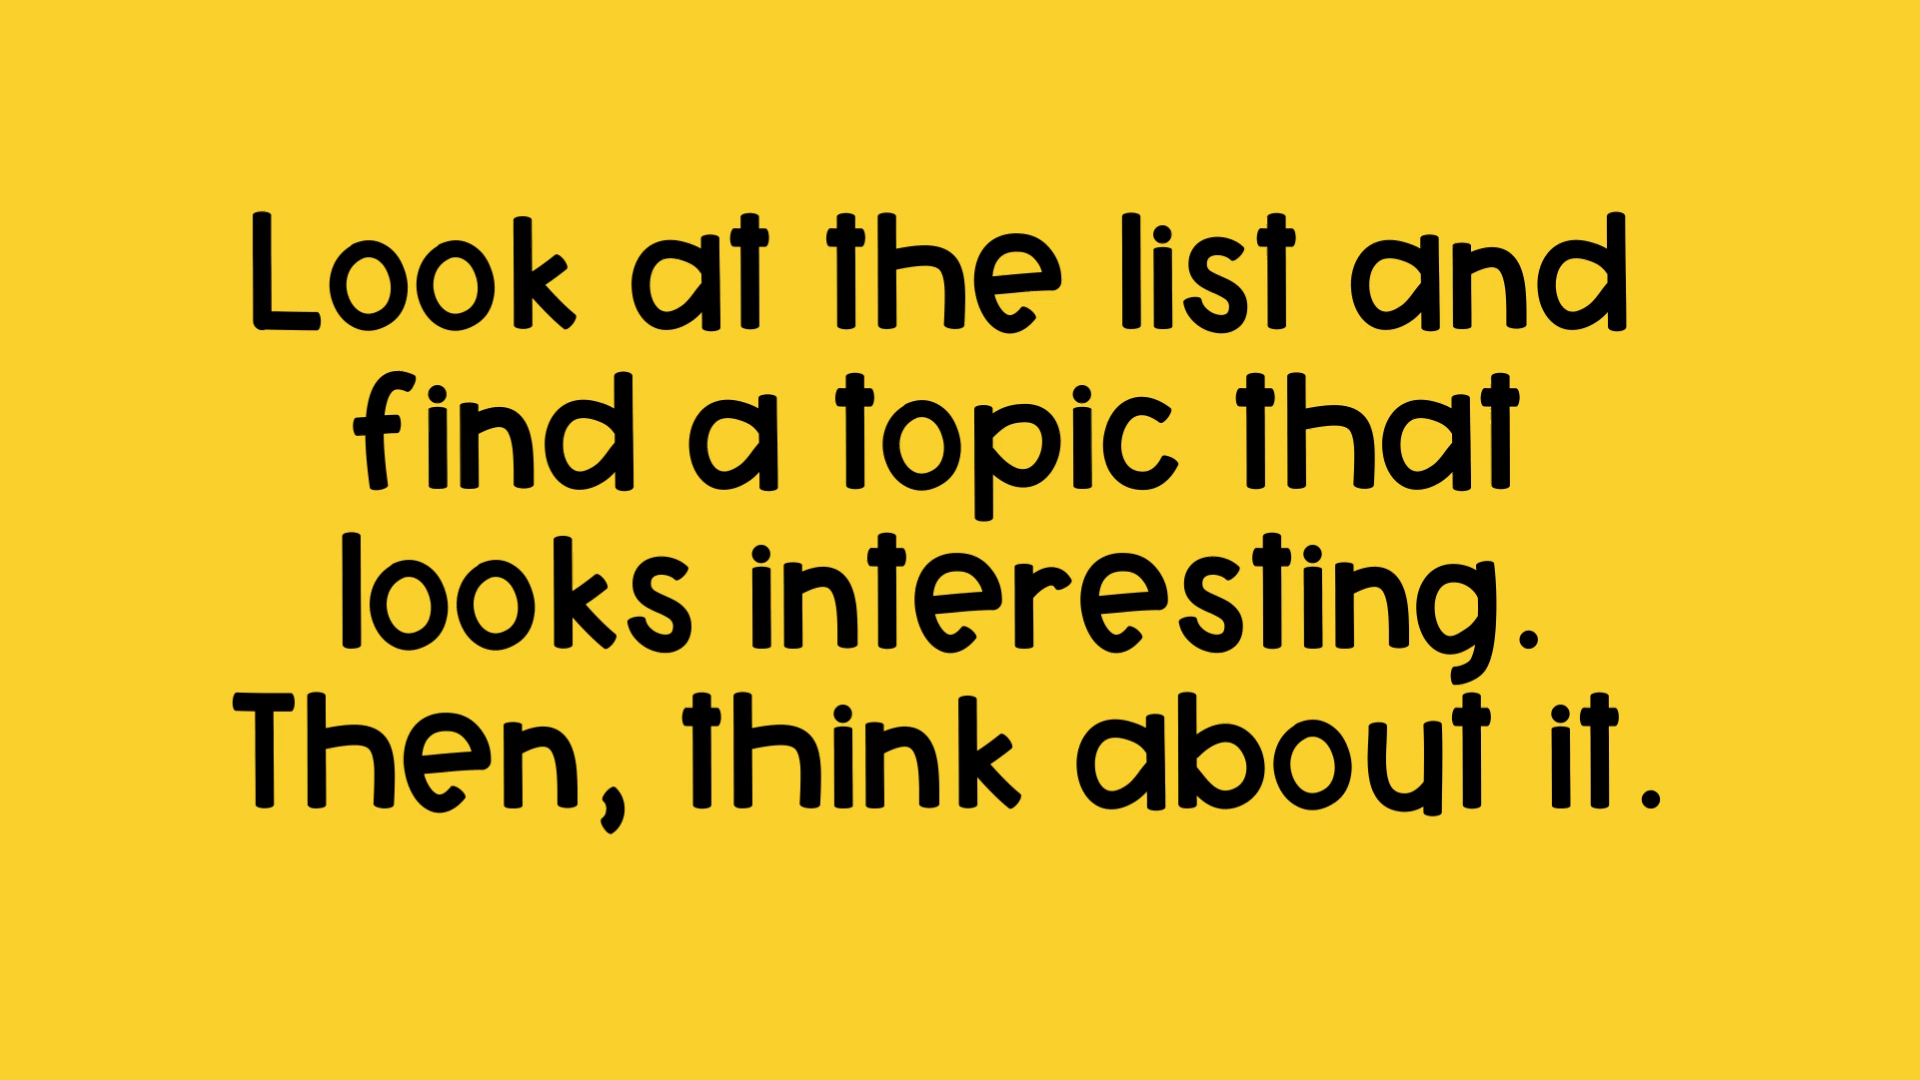 Look at the list and
find a topic that
looks interesting.
Then, think about it.